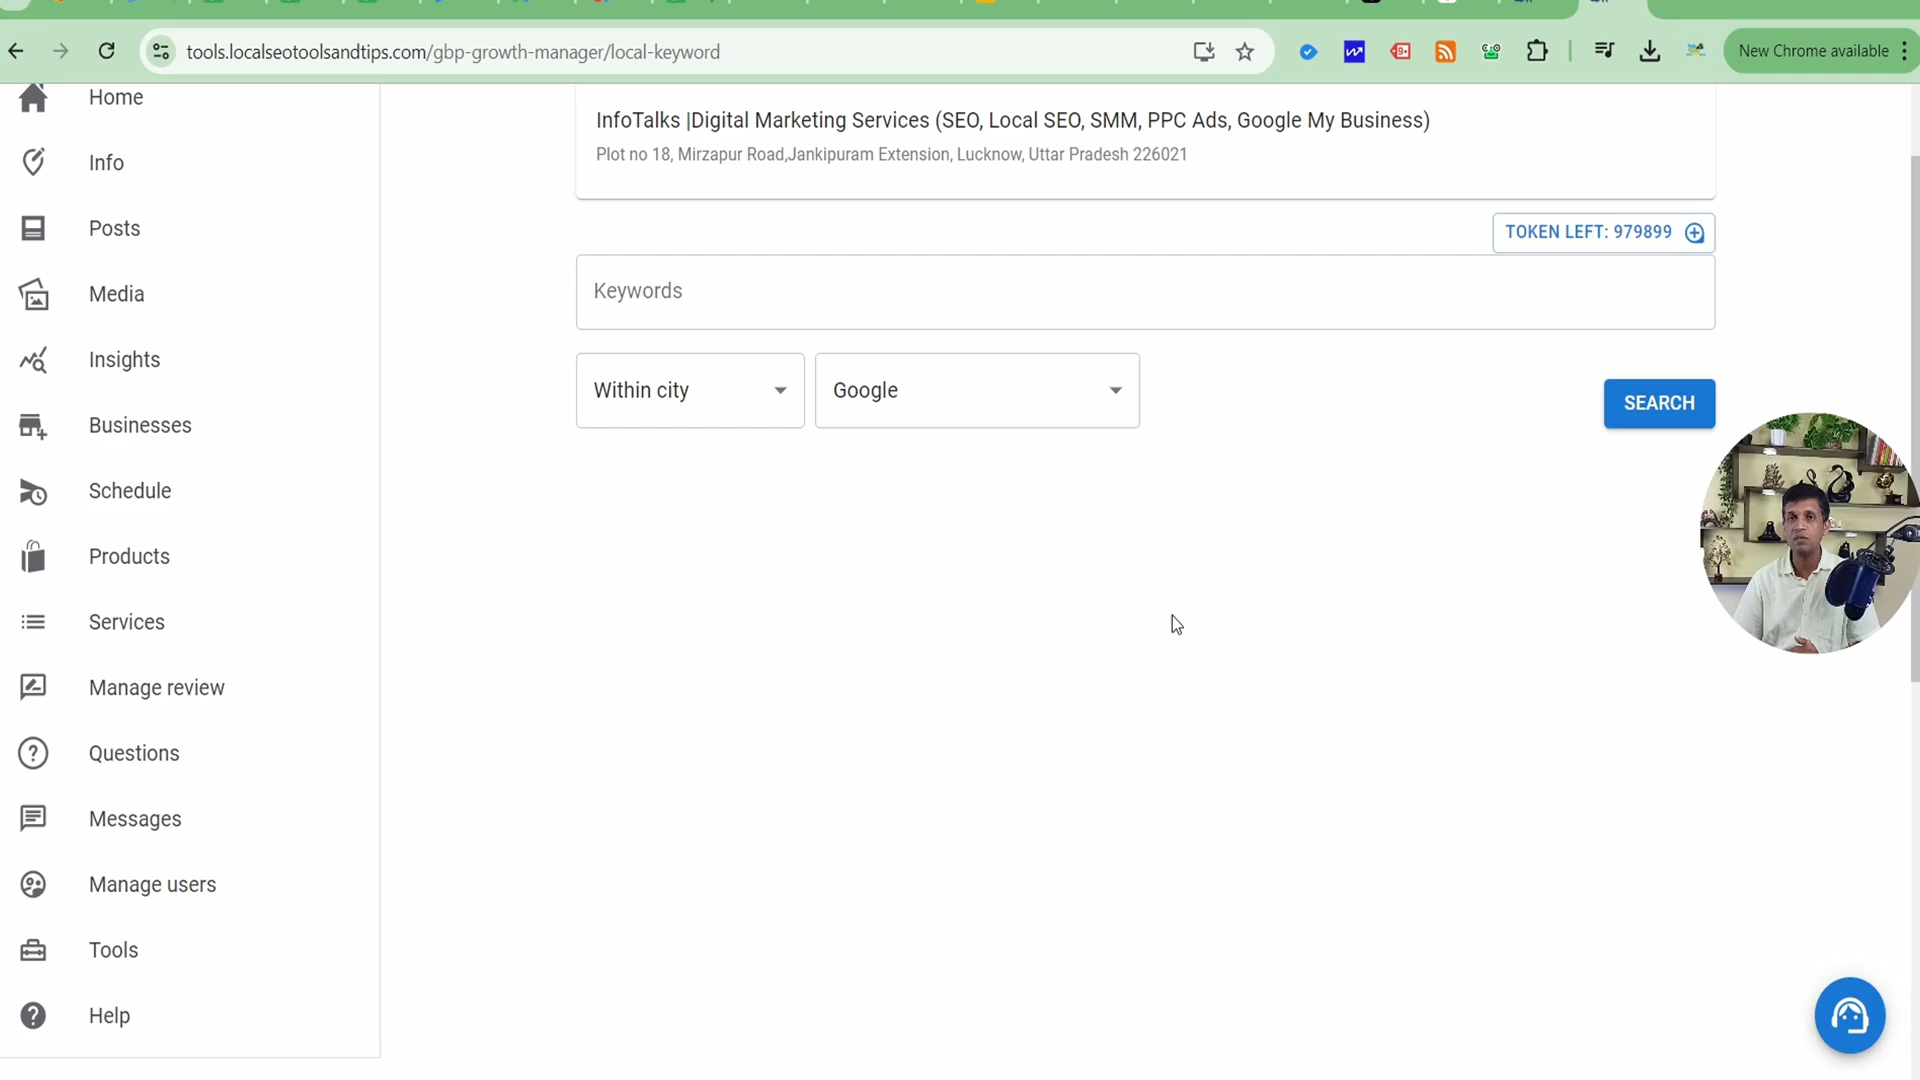 tools.localseotoolsandtips.com/gbp-growth-manager/local-keyword
New Chrome available
Home
InfoTalks |Digital Marketing Services (SEO, Local SEO, SMM, PPC Ads, Google My Business)
Plot no 18, Mirzapur Road,Jankipuram Extension, Lucknow, Uttar Pradesh 226021
Info
Posts
TOKEN LEFT: 979899
Keywords
Media
Insights
Within city
Google
SEARCH
Businesses
Schedule
Products
Services
Manage review
Questions
Messages
Manage users
Tools
Help